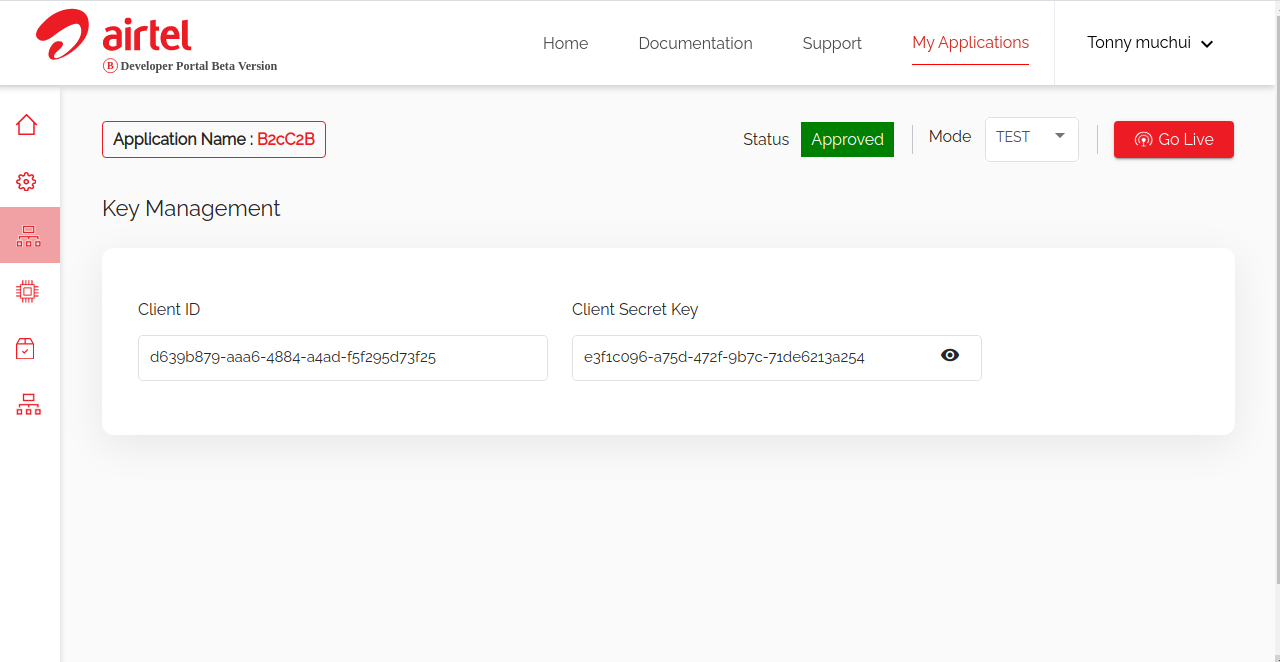 airtel
B Developer Portal Beta Version
Home Documentation Support My Applications Tonny muchui
Application Name : B2cC2B Status Approved Mode TEST Go Live
Key Management
Client ID Client Secret Key
d639b879-aaa6-4884-a4ad-f5f295d73f25 e3f1c096-a75d-472f-9b7c-71de6213a254